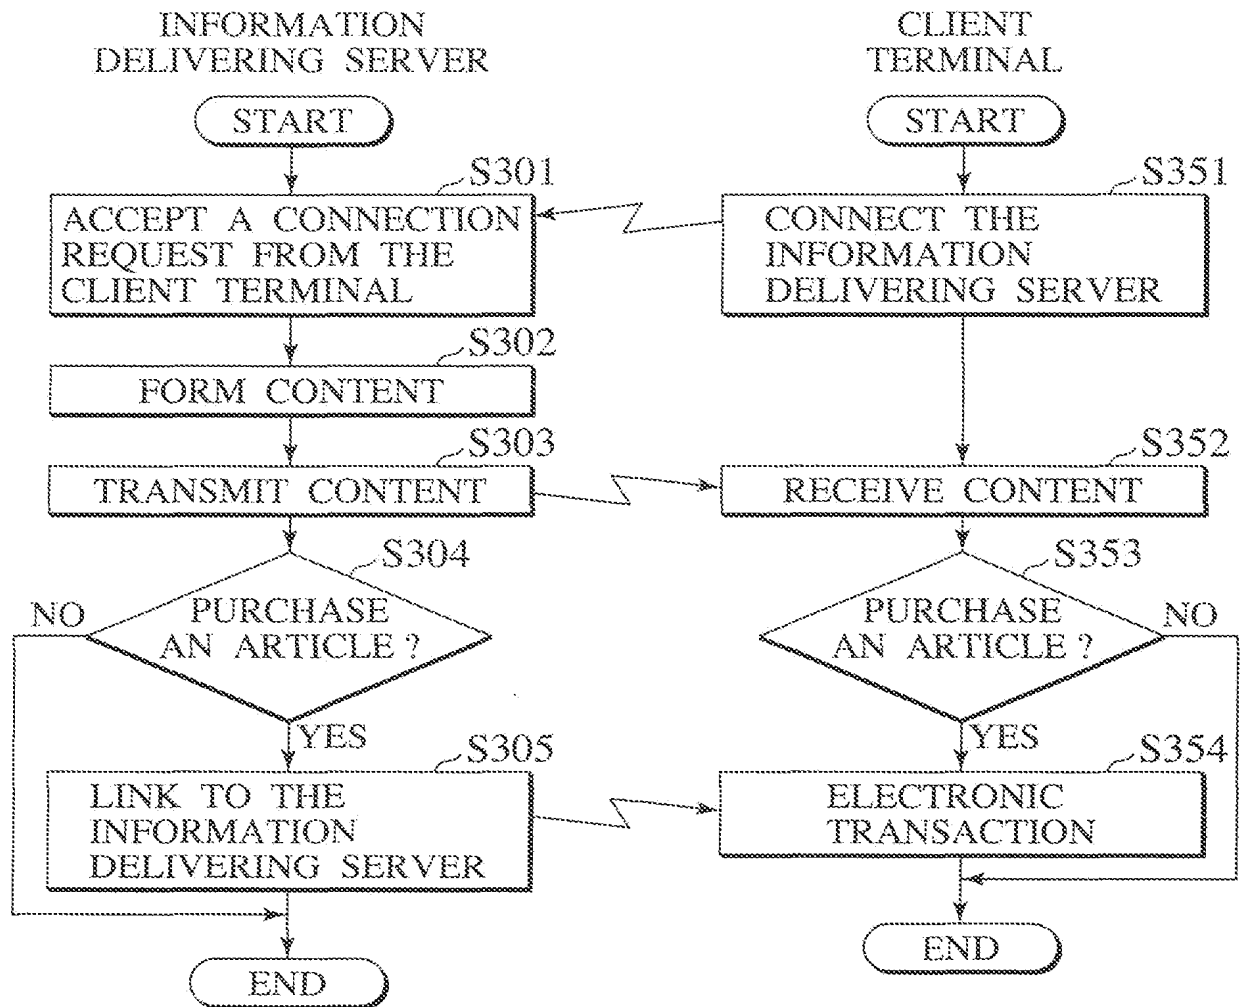 INFORMATION
DELIVERING SERVER
START
S301
ACCEPT A CONNECTION
REQUEST FROM THE
CLIENT TERMINAL
S302
FORM CONTENT
S303
TRANSMIT CONTENT
S304
PURCHASE
AN ARTICLE ?
NO
YES
S305
LINK TO THE
INFORMATION
DELIVERING SERVER
END
CLIENT
TERMINAL
START
S351
CONNECT THE
INFORMATION
DELIVERING SERVER
S352
RECEIVE CONTENT
S353
PURCHASE
AN ARTICLE ?
NO
YES
S354
ELECTRONIC
TRANSACTION
END